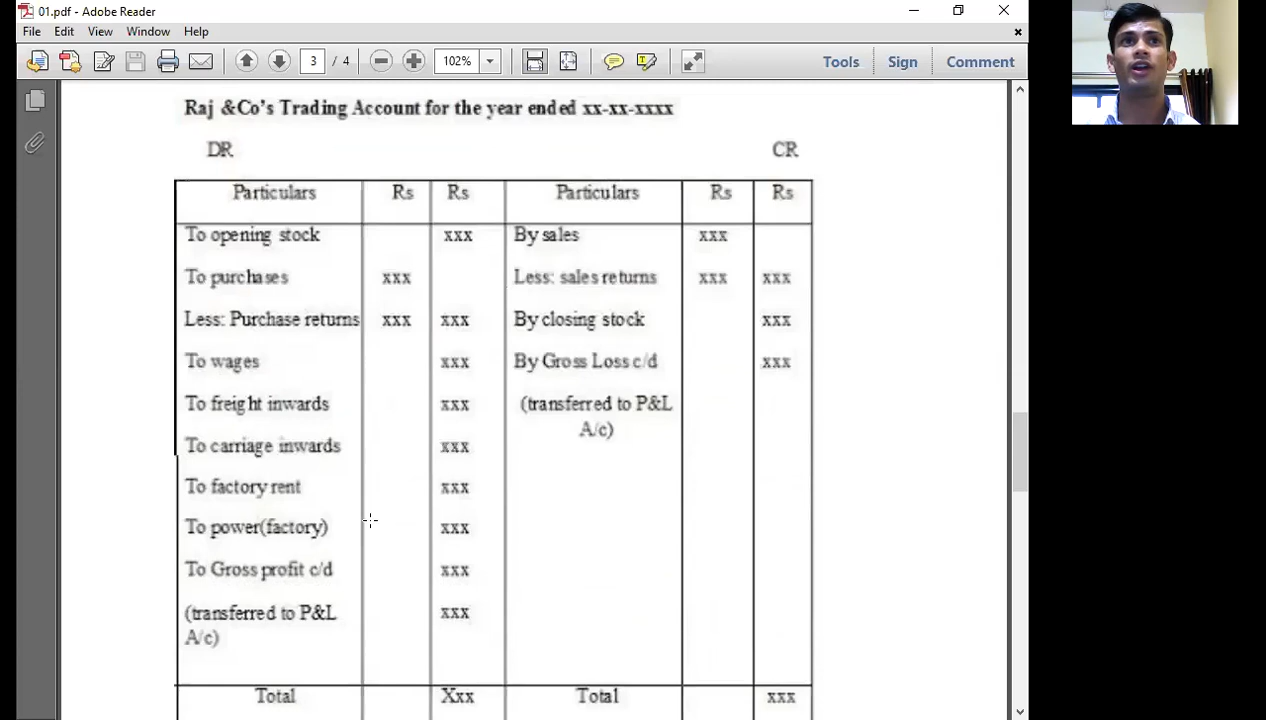 01.pdf - Adobe Reader
File Edit View Window Help
3 / 4 102% Tools Sign Comment
Raj &Co's Trading Account for the year ended xx-xx-xxxx
DR CR
Particulars Rs Rs Particulars Rs Rs
To opening stock xxx By sales xxx
To purchases xxx Less: sales returns xxx xxx
Less: Purchase returns xxx xxx By closing stock xxx
To wages xxx By Gross Loss c/d xxx
To freight inwards xxx (transferred to P&L
A/c)
To carriage inwards xxx
To factory rent xxx
To power(factory) xxx
To Gross profit c/d xxx
(transferred to P&L xxx
A/c)
Total Xxx Total xxx